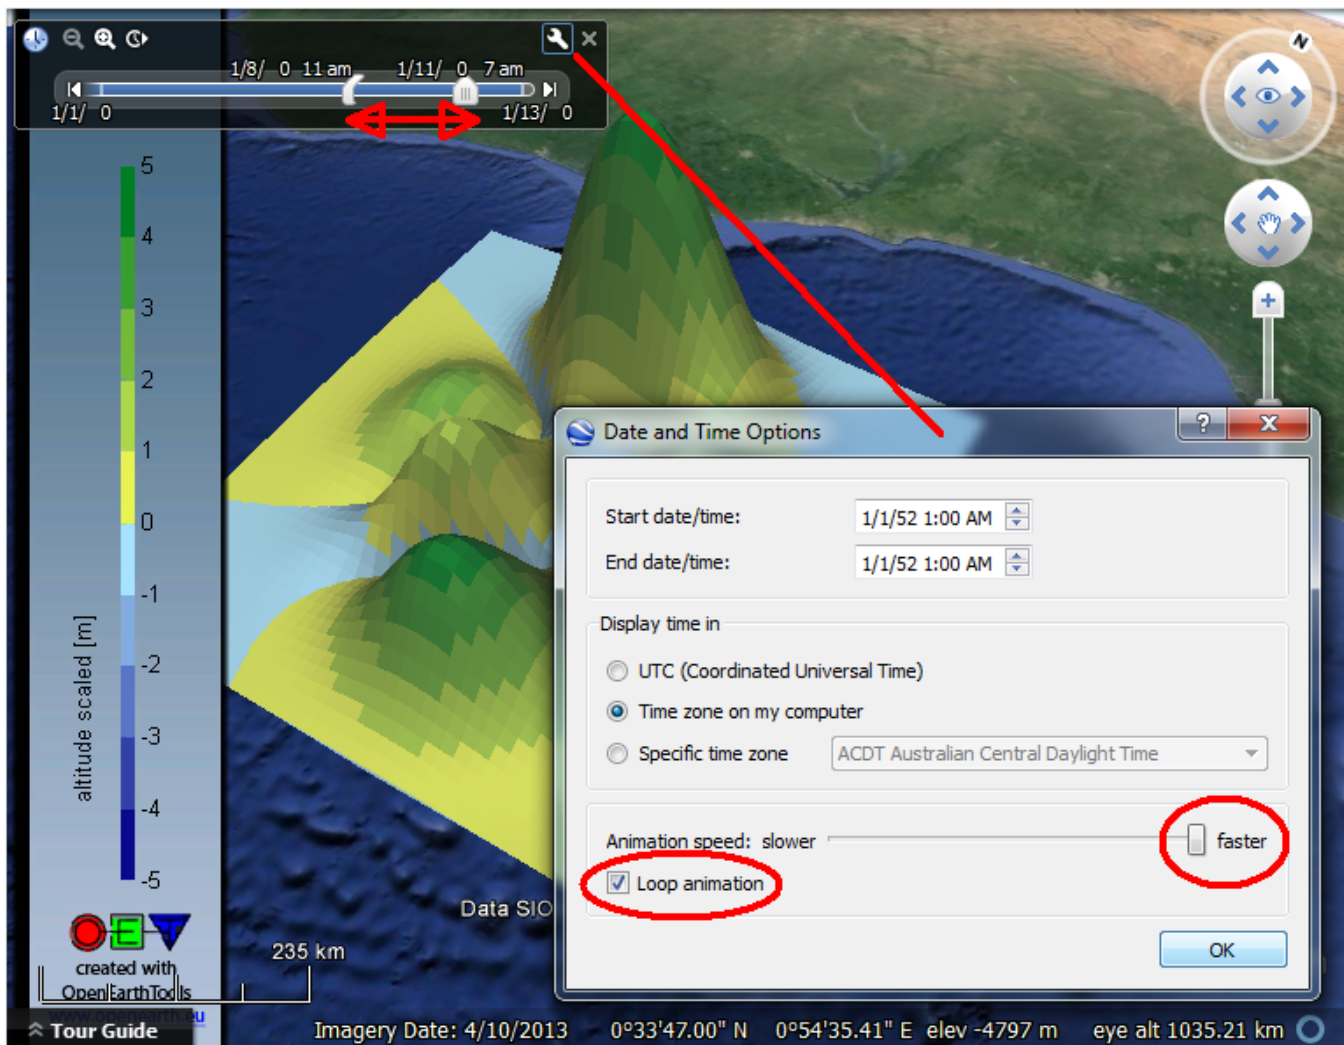 1/8/ 0 11 am 1/11/ 0 7 am
1/1/ 0 1/13/ 0
N
5
4
3
2
1
0
-1
-2
-3
-4
-5
altitude scaled [m]
Date and Time Options
Start date/time: 1/1/52 1:00 AM
End date/time: 1/1/52 1:00 AM
Display time in
UTC (Coordinated Universal Time)
Time zone on my computer
Specific time zone ACDT Australian Central Daylight Time
Animation speed: slower faster
Loop animation
OK
Data SIO
E T
created with
OpenEarthTools
www.openearth.eu
235 km
Tour Guide
Imagery Date: 4/10/2013 0°33'47.00" N 0°54'35.41" E elev -4797 m eye alt 1035.21 km